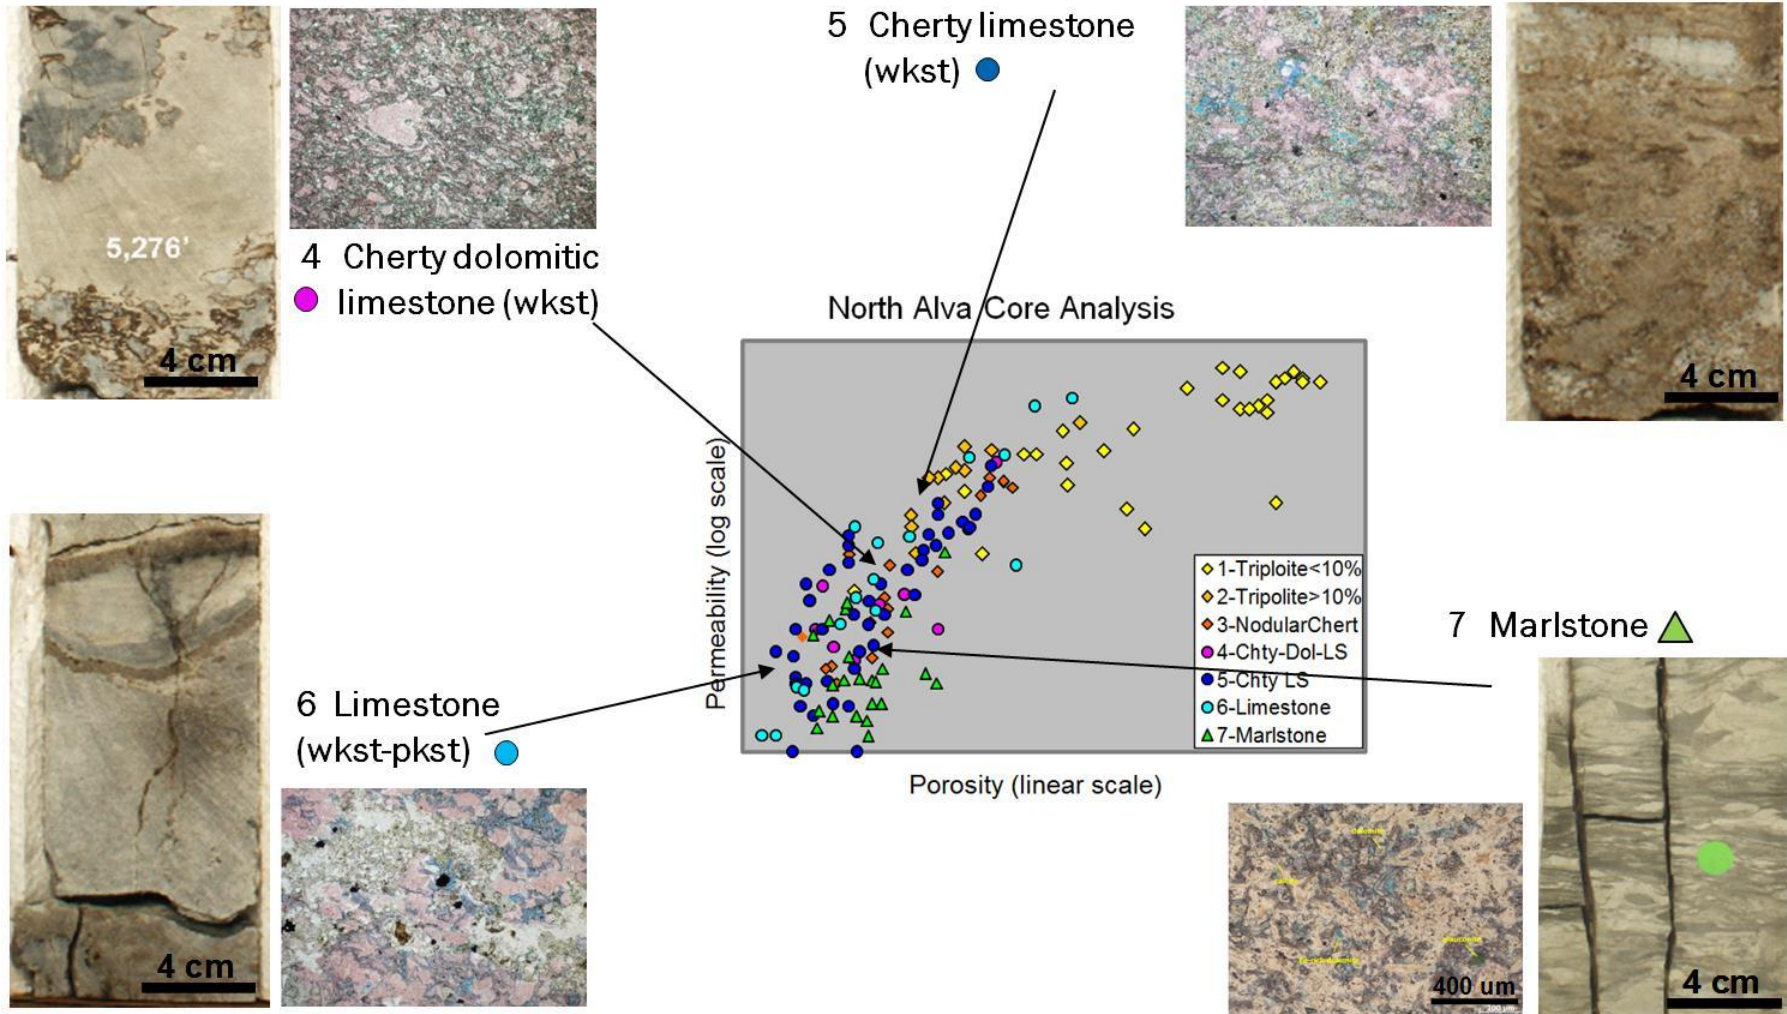 5 Cherty limestone
(wkst)
5,276'
4 cm
4 Cherty dolomitic
limestone (wkst)
4 cm
North Alva Core Analysis
Permeability (log scale)
Porosity (linear scale)
1-Triploite<10%
2-Tripolite>10%
3-NodularChert
4-Chty-Dol-LS
5-Chty LS
6-Limestone
7-Marlstone
7 Marlstone
6 Limestone
(wkst-pkst)
4 cm
400 um
4 cm